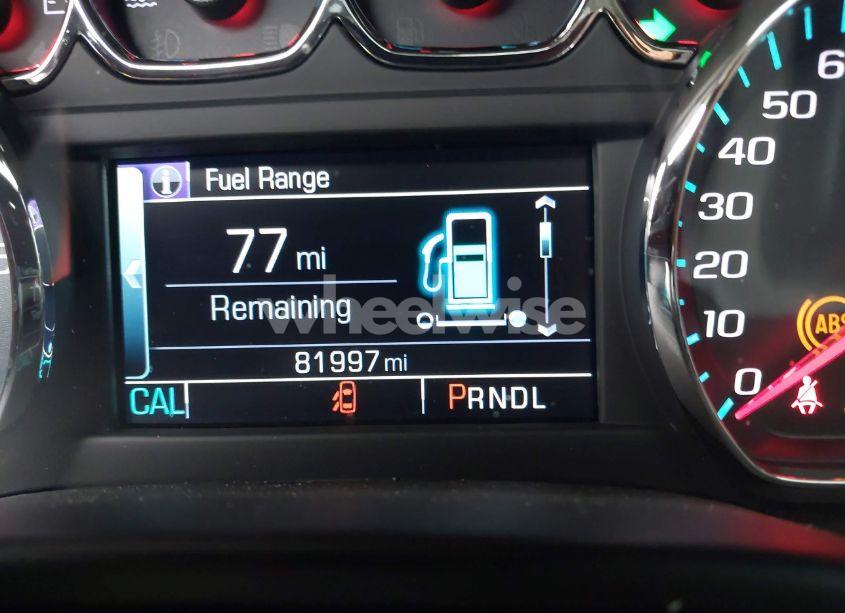 Fuel Range
77 mi
Remaining
wheelwise
81997 mi
CAL
PRNDL
50
40
30
20
10
0
ABS